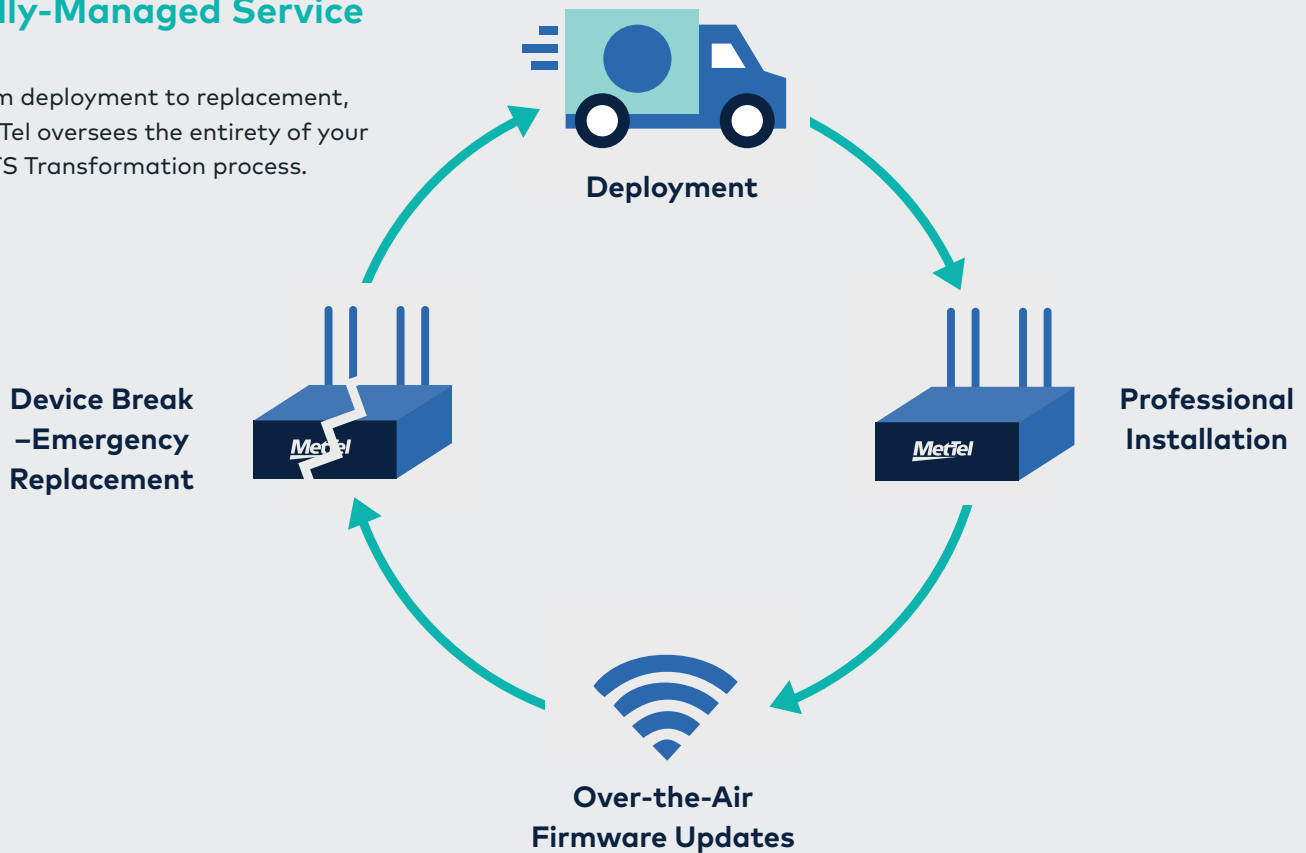 lly-Managed Service
m deployment to replacement,
Tel oversees the entirety of your
TS Transformation process.
Deployment
Device Break
–Emergency
Replacement
MetTel
MetTel
Professional
Installation
Over-the-Air
Firmware Updates